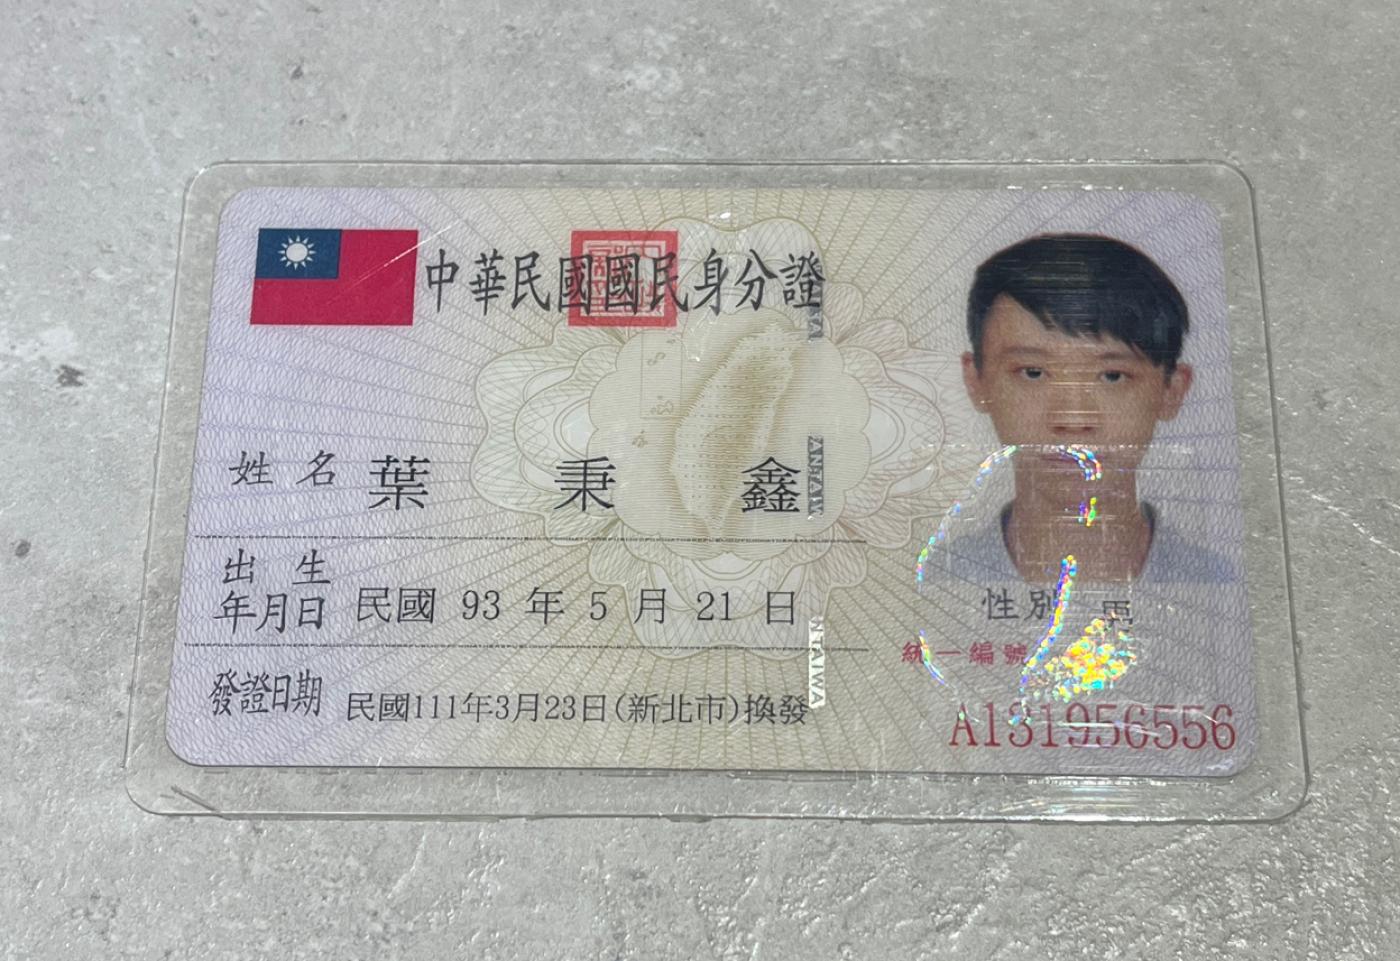 中華民國國民身分證
姓名 葉秉鑫
出生年月日 民國 93 年 5 月 21 日
性別 男
統一編號
發證日期 民國111年3月23日(新北市)換發
A131956556